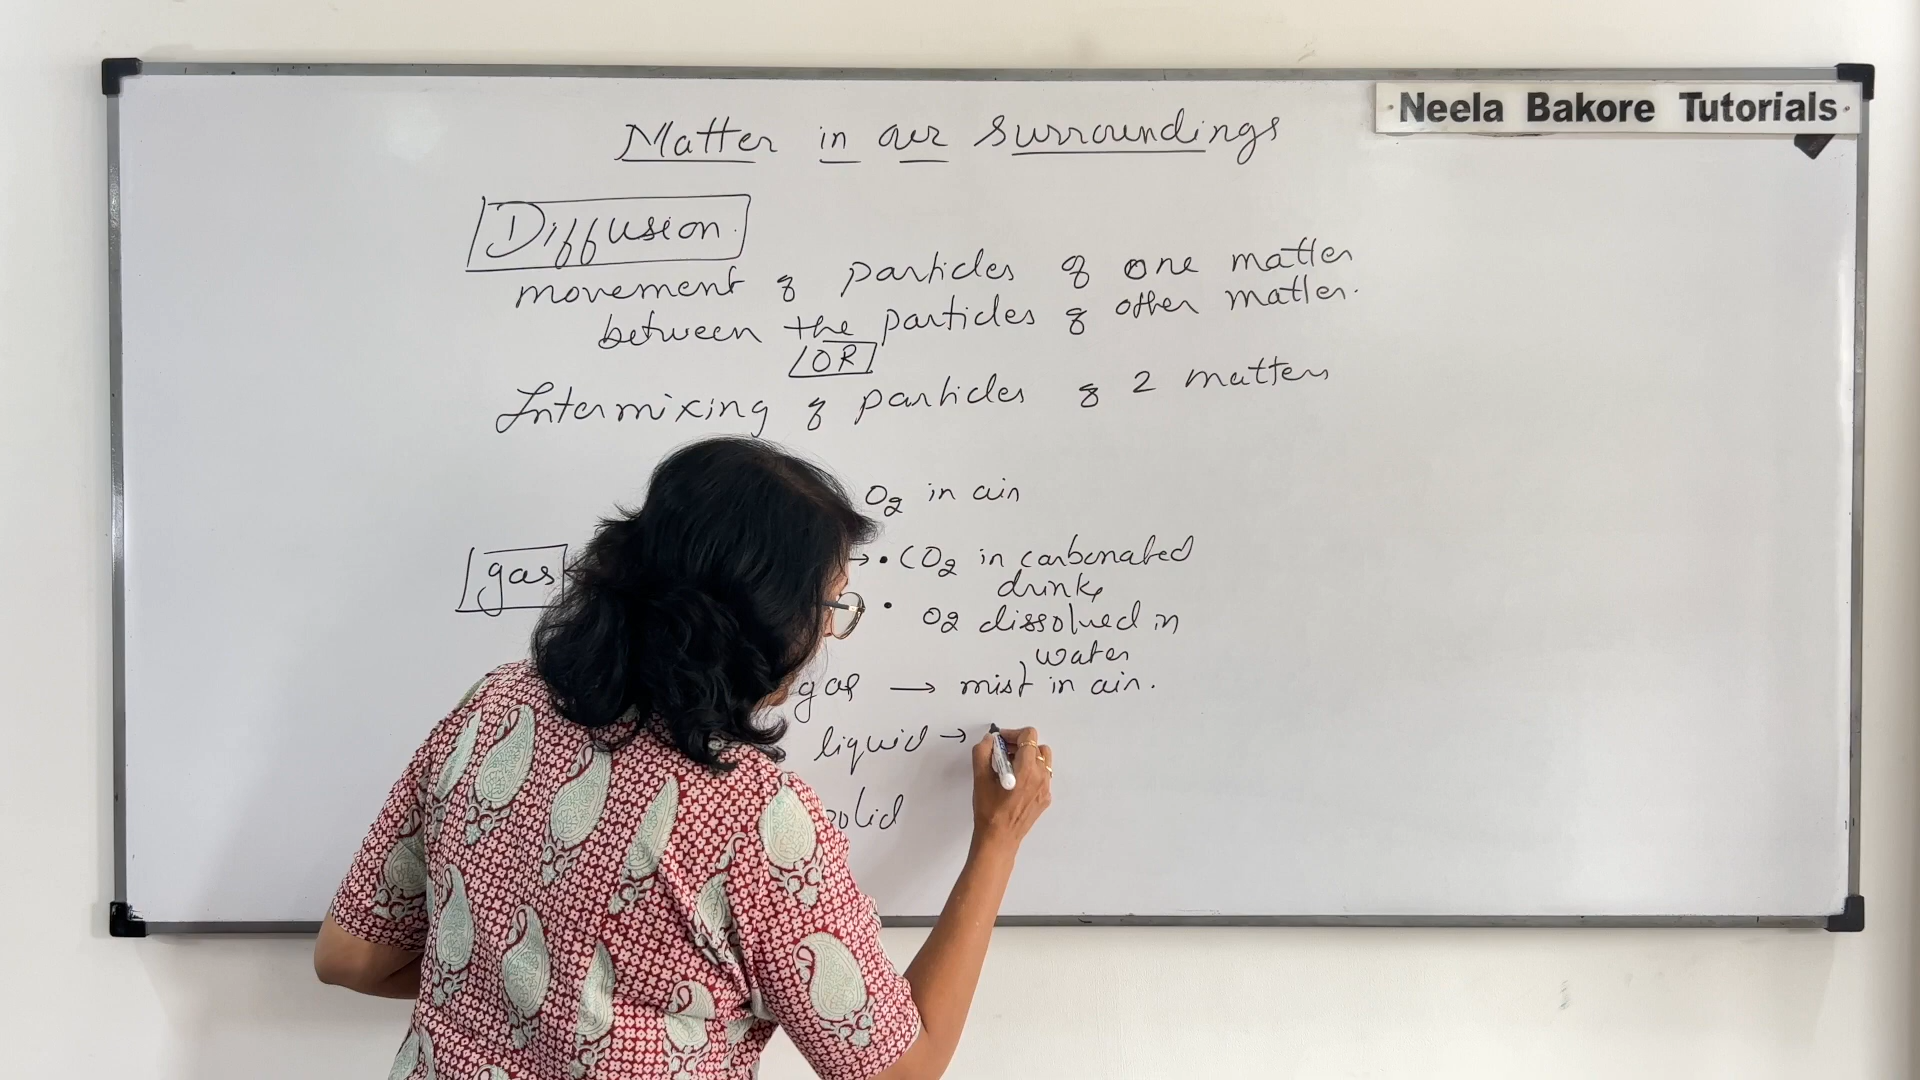 Neela Bakore Tutorials
Matter in our surroundings
Diffusion
movement of particles of one matter
between the particles of other matter.
OR
Intermixing of particles of 2 matters
O2 in air
gas
→ • CO2 in carbonated
drinks
• O2 dissolved in
water
gas → mist in air.
liquid →
solid